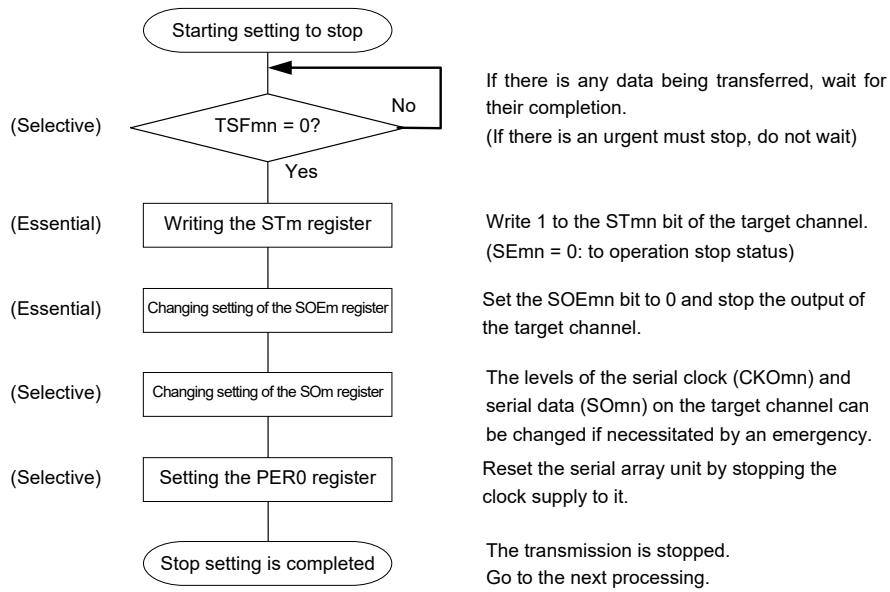 Starting setting to stop
No
If there is any data being transferred, wait for
their completion.
(If there is an urgent must stop, do not wait)
(Selective)
TSFmn = 0?
Yes
(Essential)
Writing the STm register
Write 1 to the STmn bit of the target channel.
(SEmn = 0: to operation stop status)
(Essential)
Changing setting of the SOEm register
Set the SOEmn bit to 0 and stop the output of
the target channel.
(Selective)
Changing setting of the SOm register
The levels of the serial clock (CKOmn) and
serial data (SOmn) on the target channel can
be changed if necessitated by an emergency.
(Selective)
Setting the PER0 register
Reset the serial array unit by stopping the
clock supply to it.
Stop setting is completed
The transmission is stopped.
Go to the next processing.